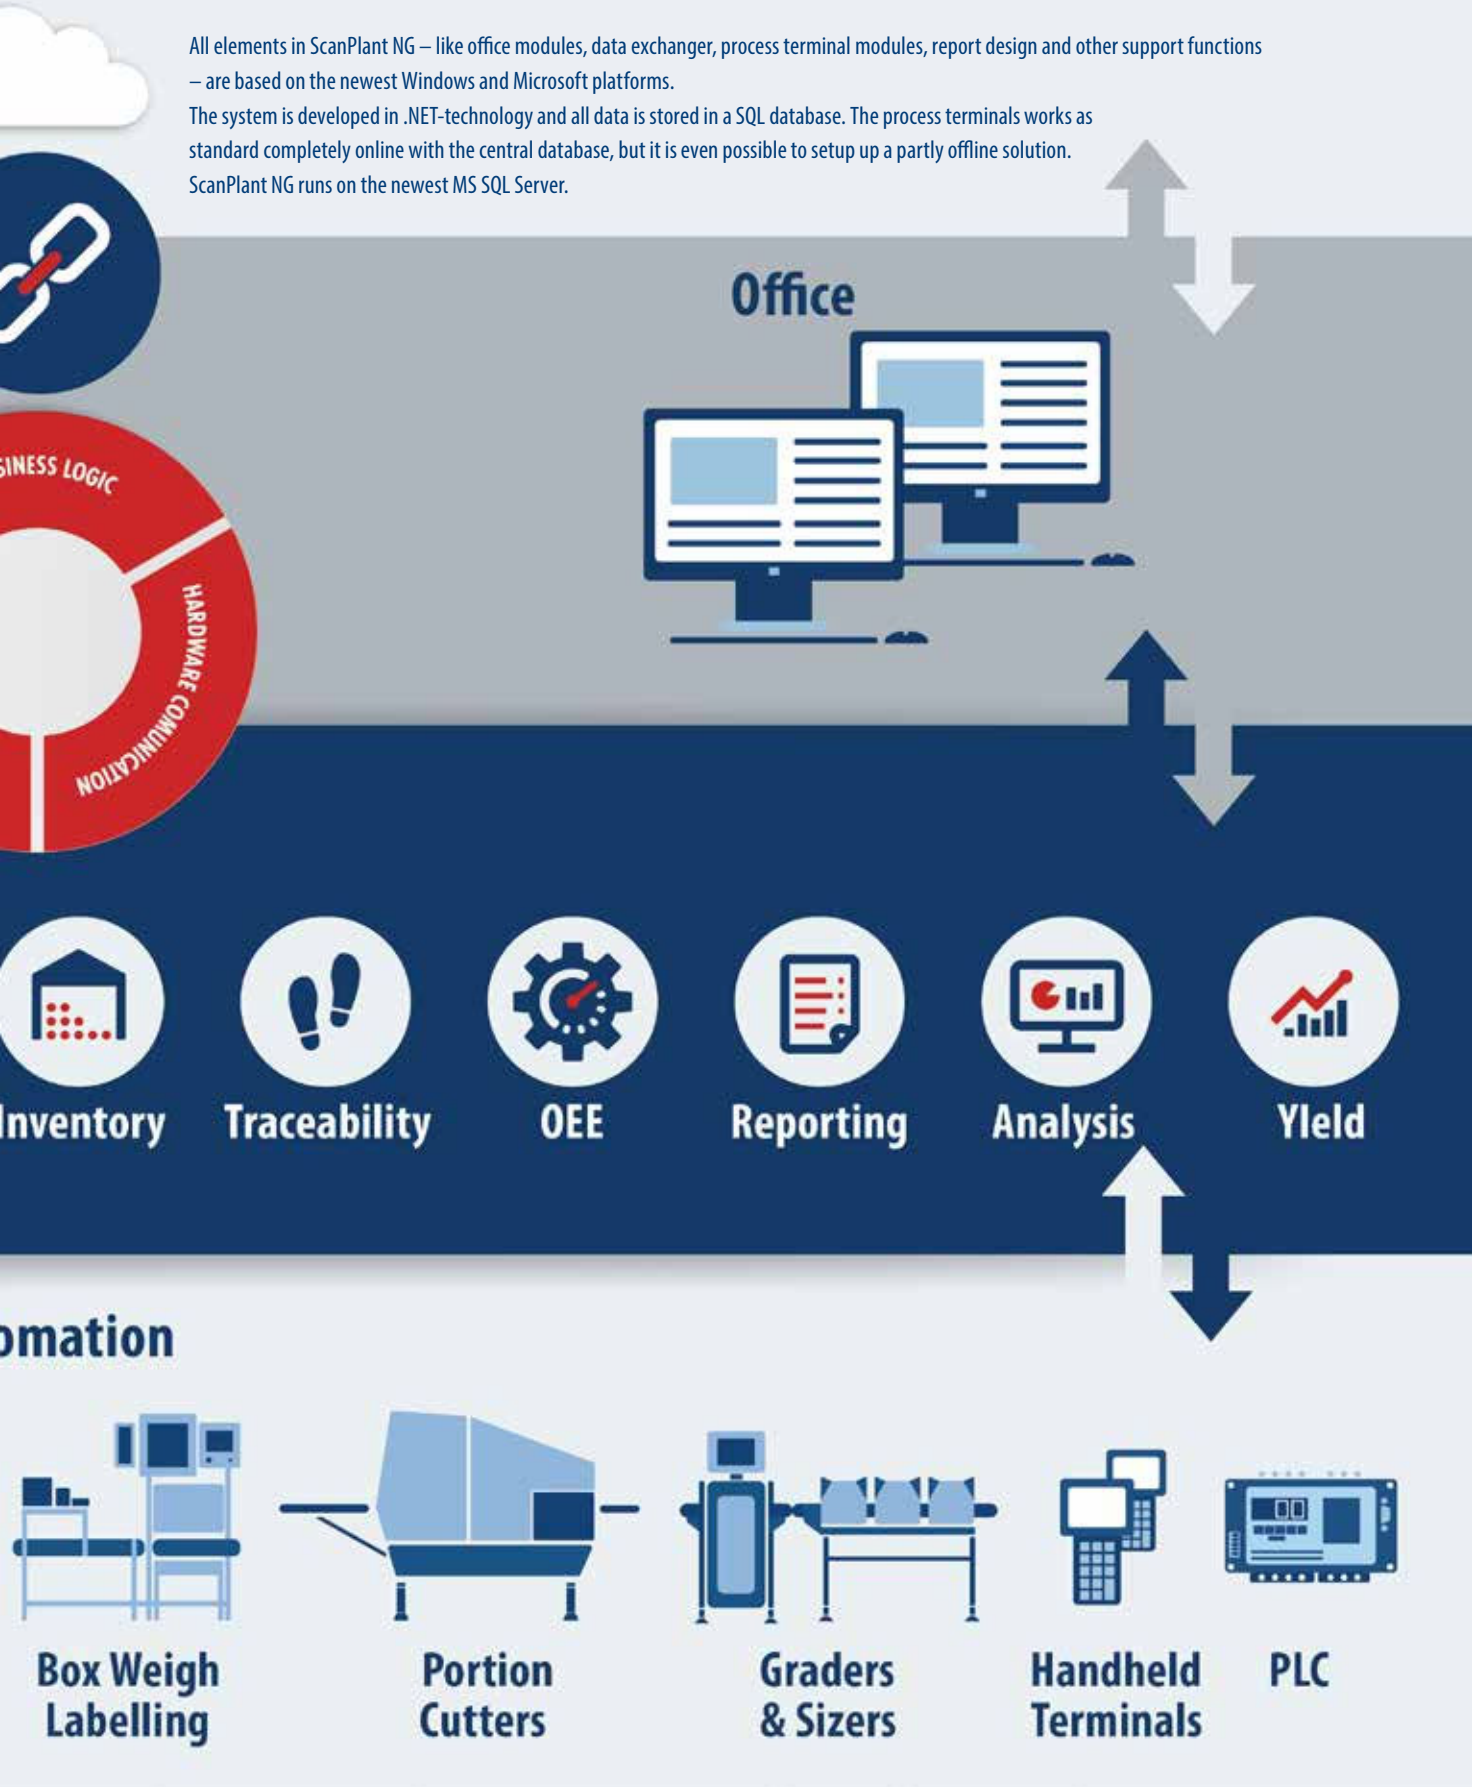 All elements in ScanPlant NG – like office modules, data exchanger, process terminal modules, report design and other support functions
– are based on the newest Windows and Microsoft platforms.
The system is developed in .NET-technology and all data is stored in a SQL database. The process terminals works as
standard completely online with the central database, but it is even possible to setup up a partly offline solution.
ScanPlant NG runs on the newest MS SQL Server.
Office
SINESS LOGIC
HARDWARE COMUNICATION
Inventory
Traceability
OEE
Reporting
Analysis
YIeld
omation
Box Weigh
Labelling
Portion
Cutters
Graders
& Sizers
Handheld
Terminals
PLC